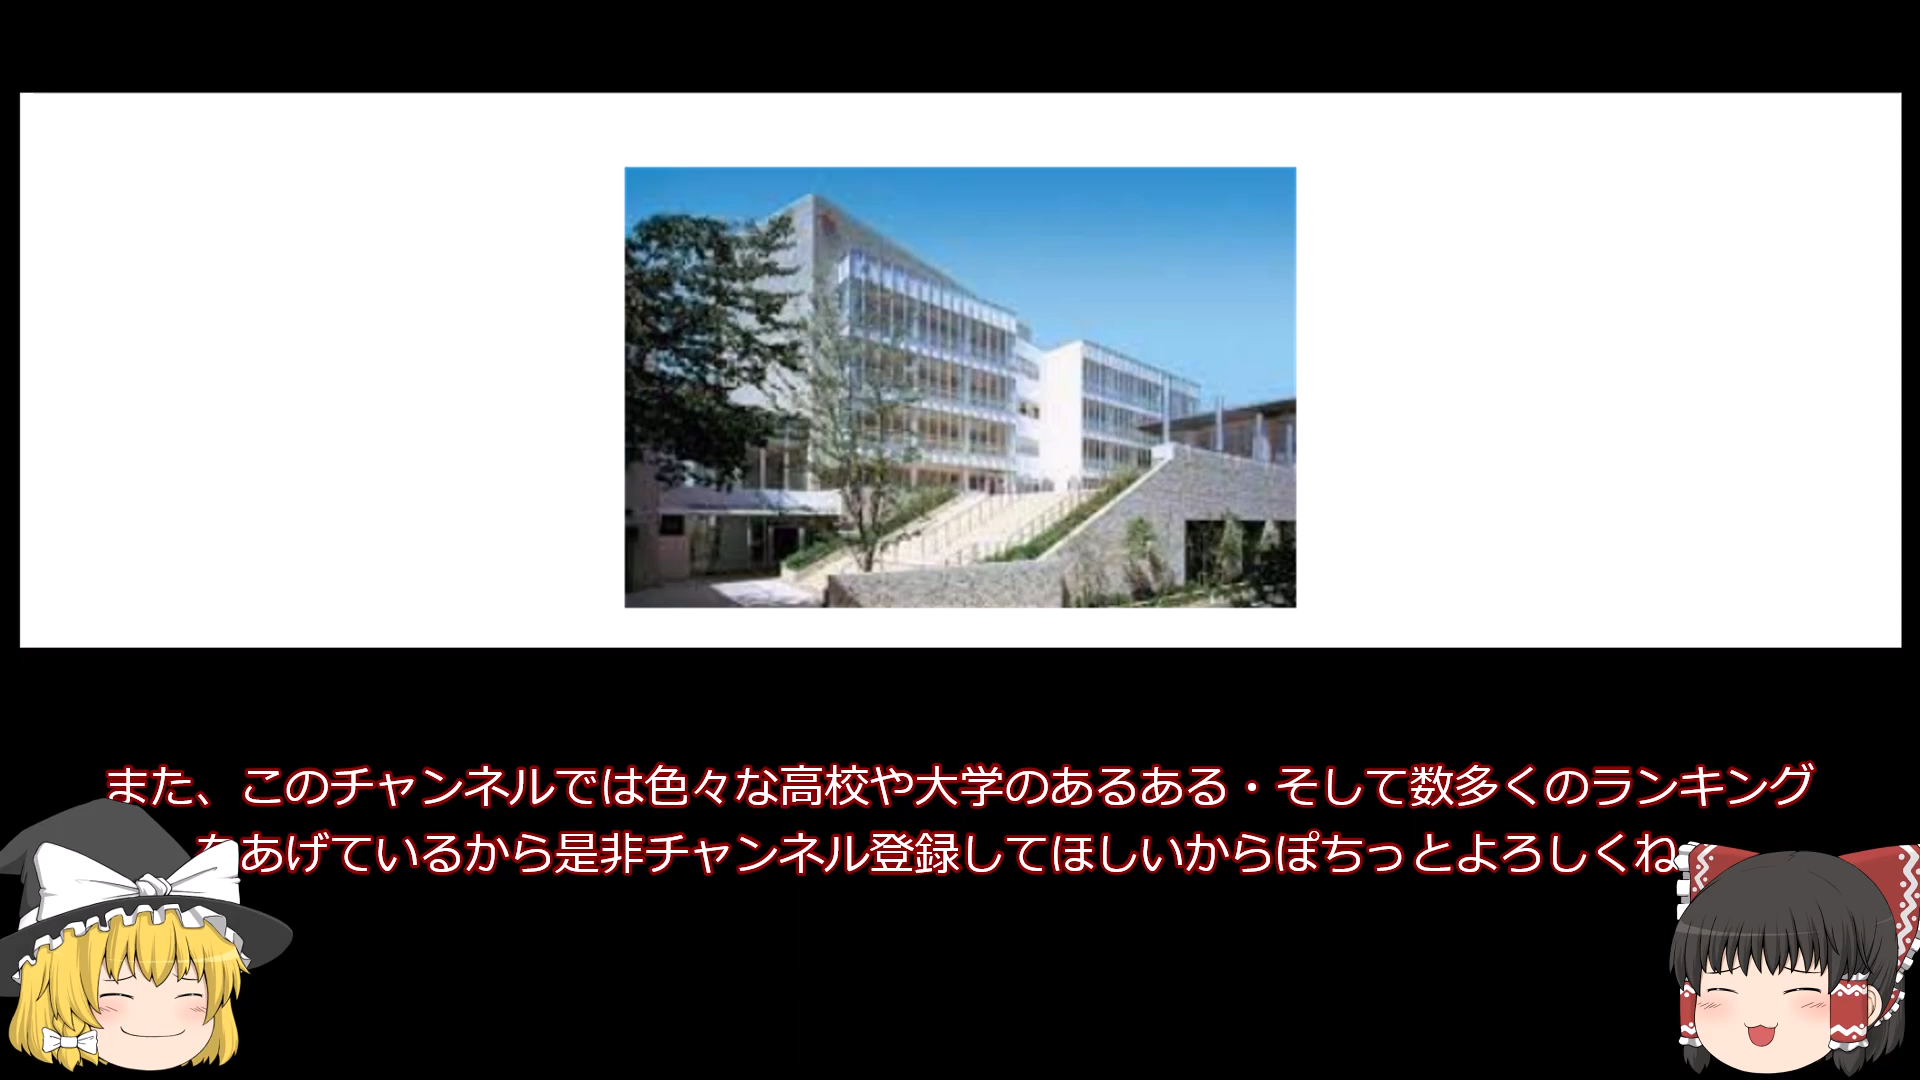 また、このチャンネルでは色々な高校や大学のあるある・そして数多くのランキング
をあげているから是非チャンネル登録してほしいからぽちっとよろしくね